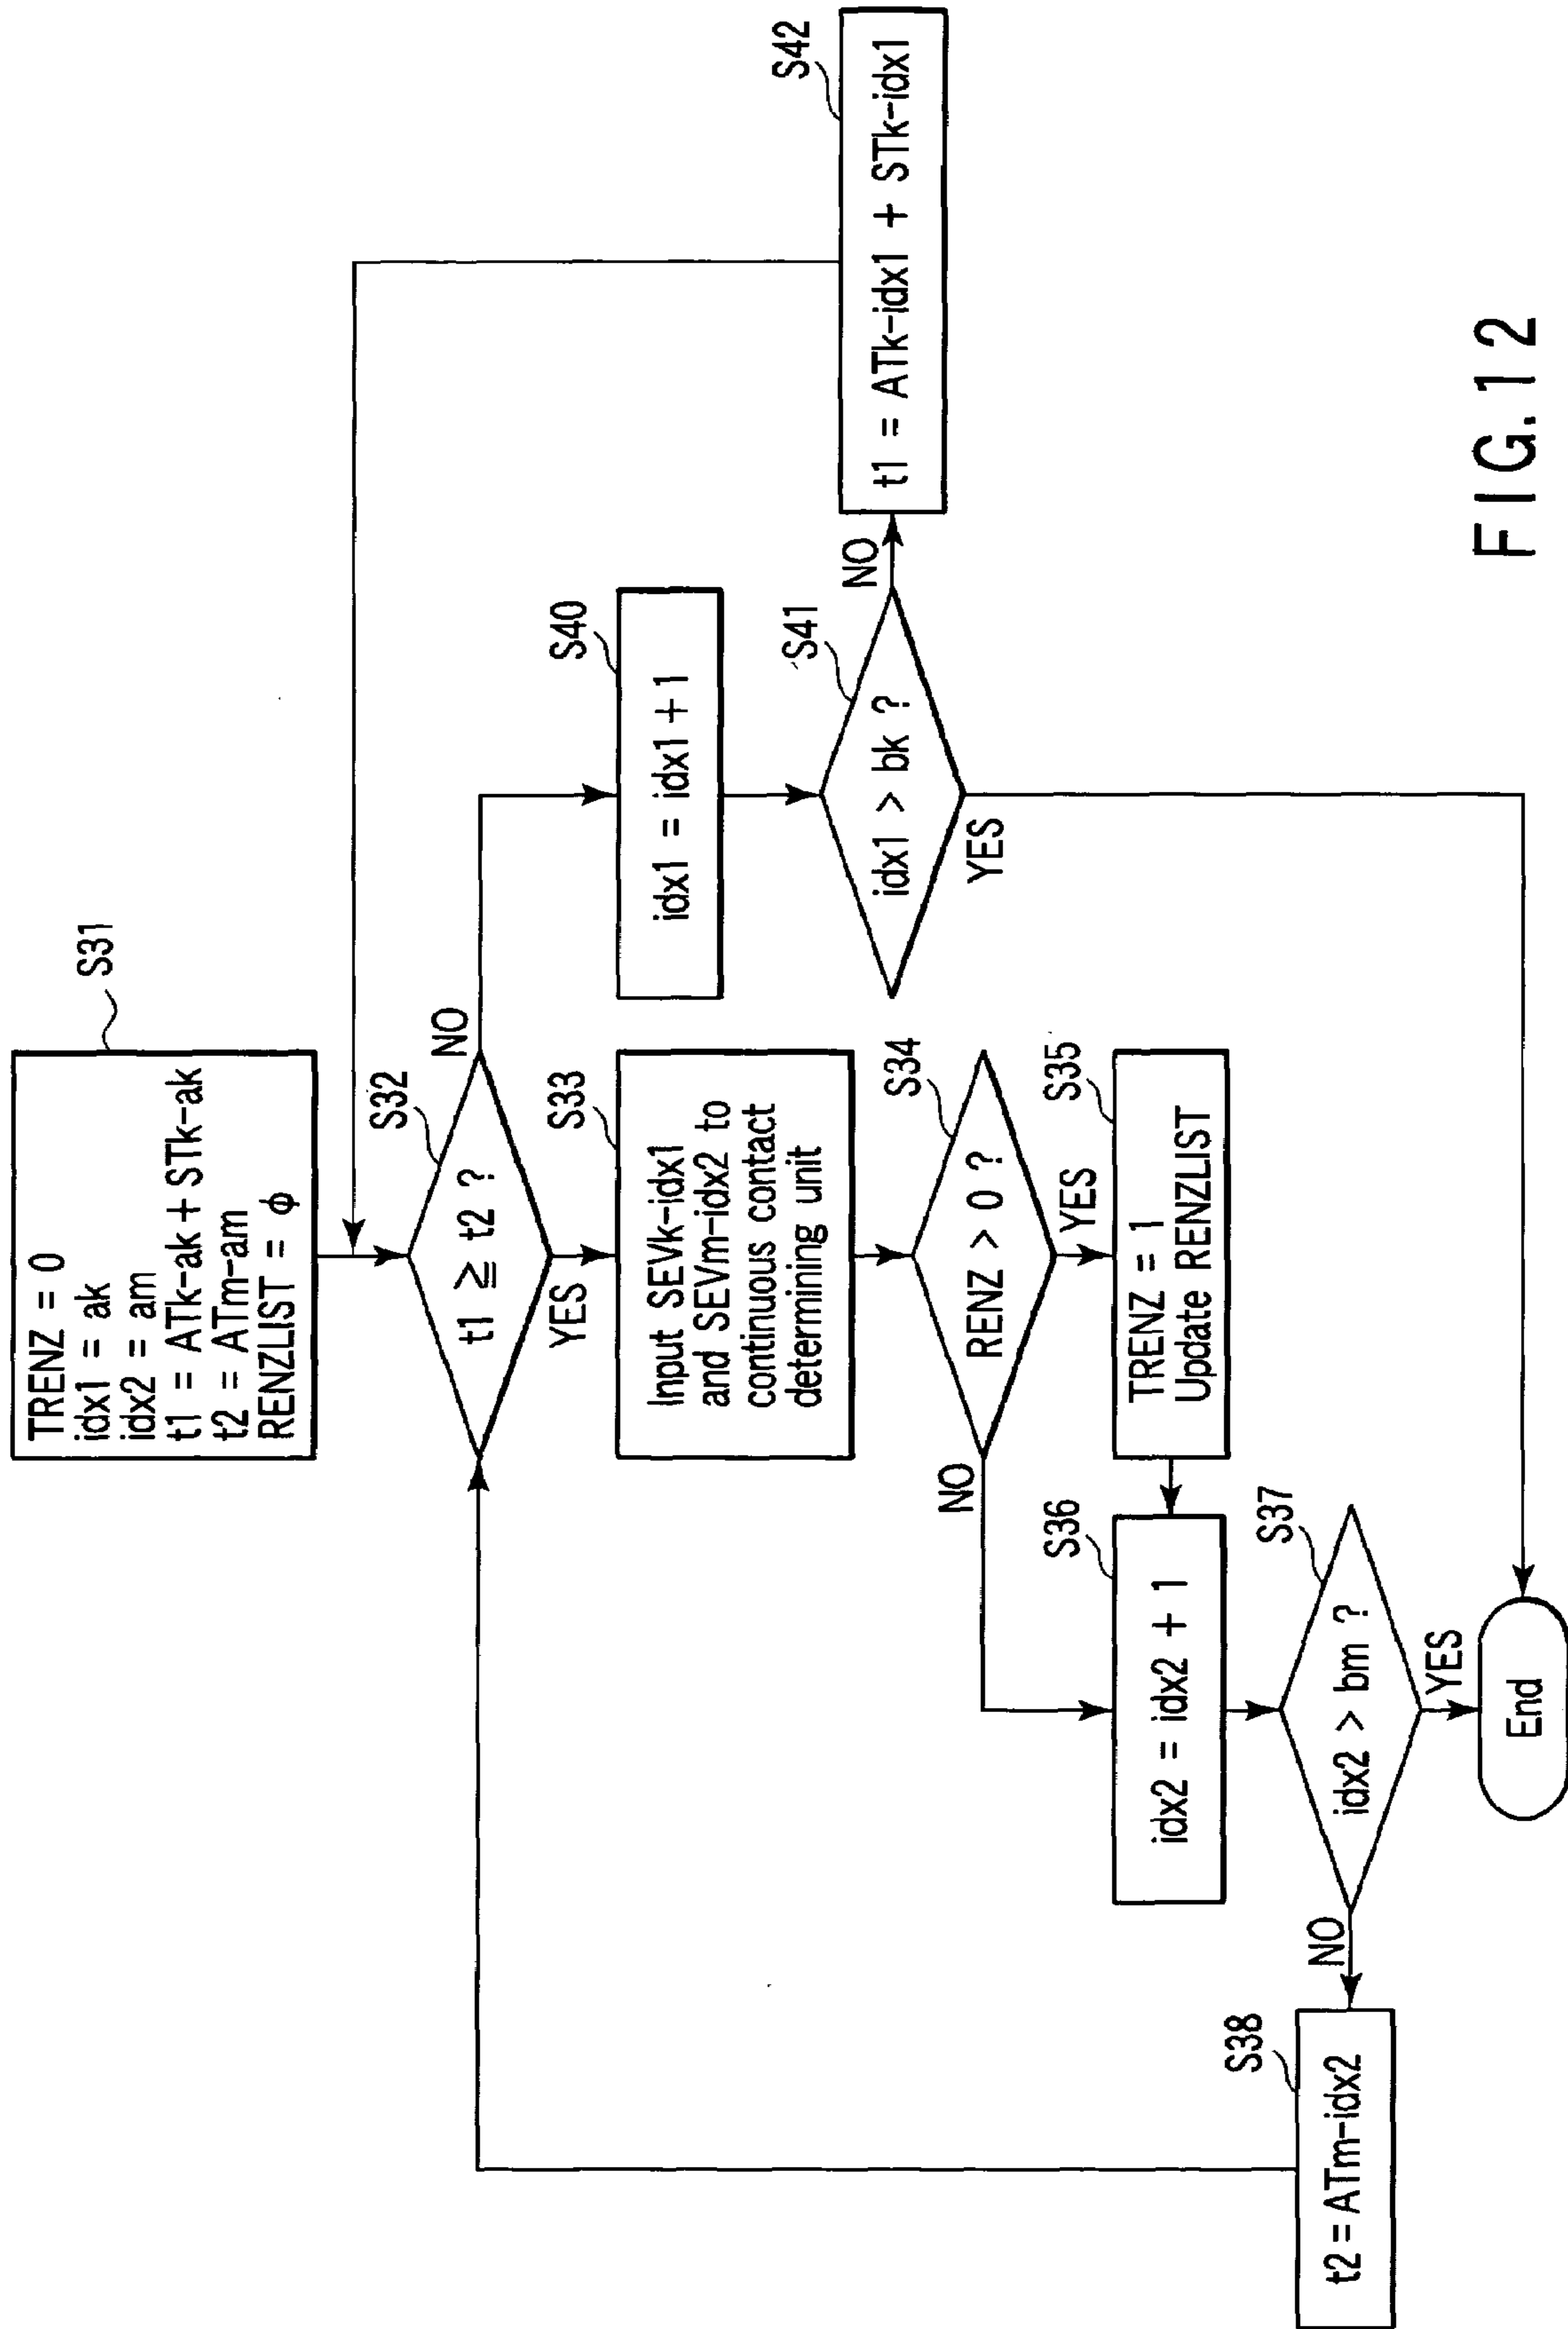 TRENZ = 0
idx1 = ak
idx2 = am
t1 = ATk-ak + STk-ak
t2 = ATm-am
RENZLIST = ϕ
S31
t1 ≧ t2 ?
S32
NO
YES
Input SEVk-idx1
and SEVm-idx2 to
continuous contact
determining unit
S33
RENZ > 0 ?
S34
NO
YES
TRENZ = 1
Update RENZLIST
S35
idx2 = idx2 + 1
S36
idx2 > bm ?
S37
NO
YES
t2 = ATm-idx2
S38
End
idx1 = idx1 + 1
S40
idx1 > bk ?
S41
NO
YES
t1 = ATk-idx1 + STk-idx1
S42
FIG.12